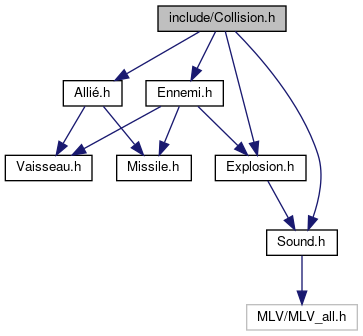 include/Collision.h
Allié.h
Ennemi.h
Vaisseau.h
Missile.h
Explosion.h
Sound.h
MLV/MLV_all.h